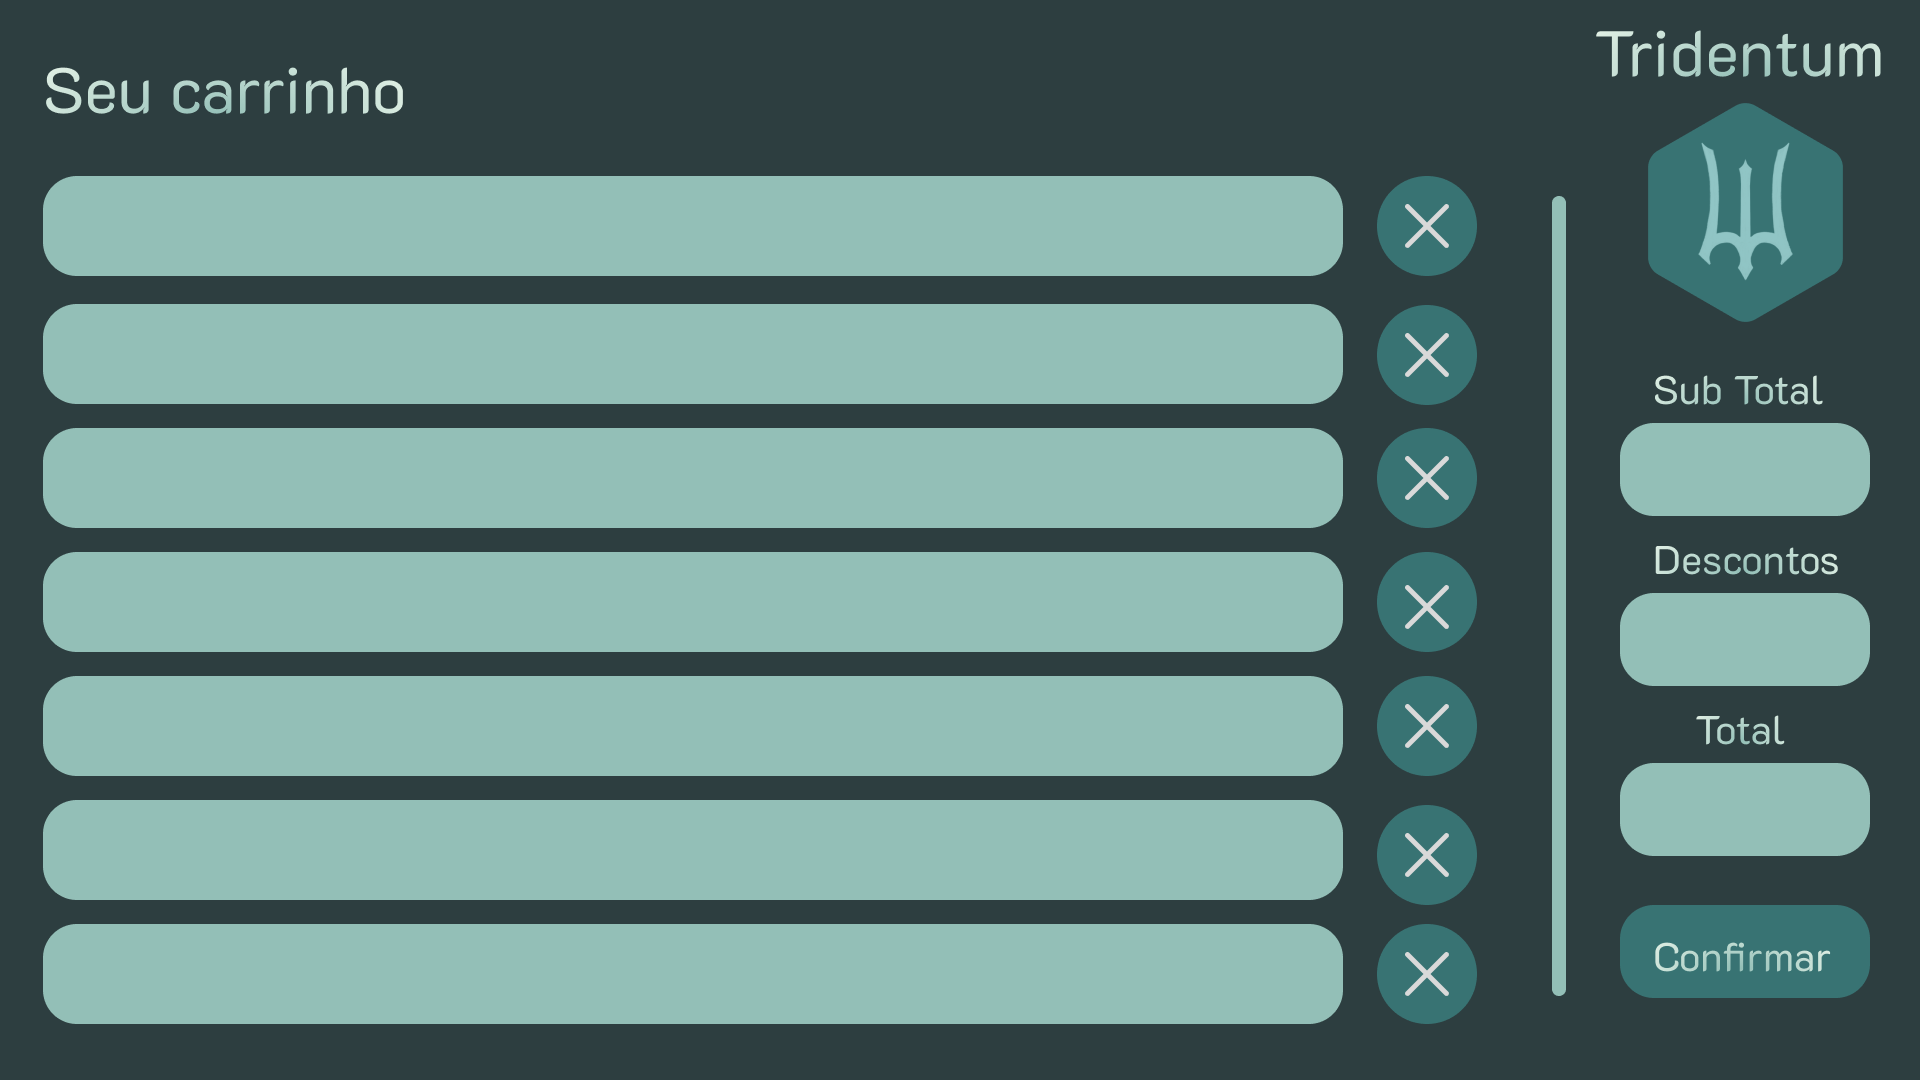 Seu carrinho
Tridentum
Sub Total
Descontos
Total
Confirmar